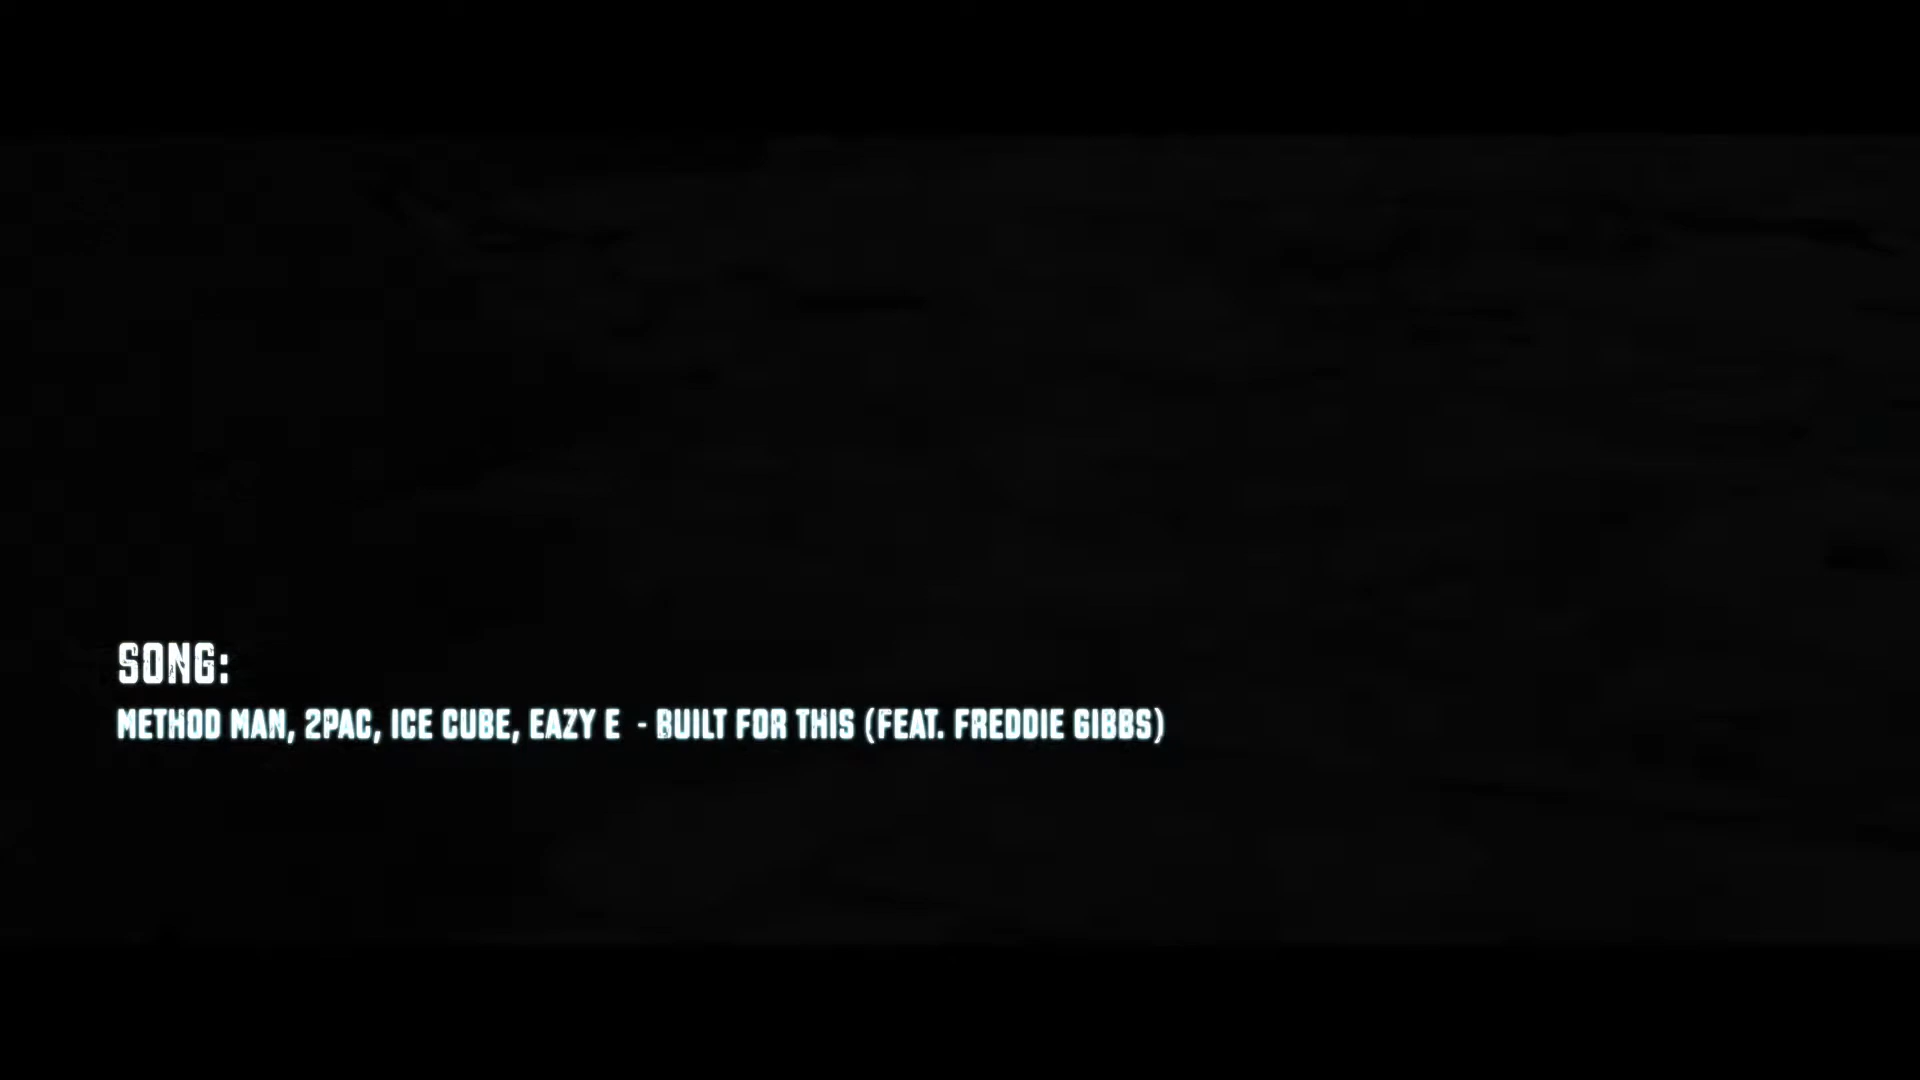 SONG:
METHOD MAN, 2PAC, ICE CUBE, EAZY E - BUILT FOR THIS (FEAT. FREDDIE GIBBS)